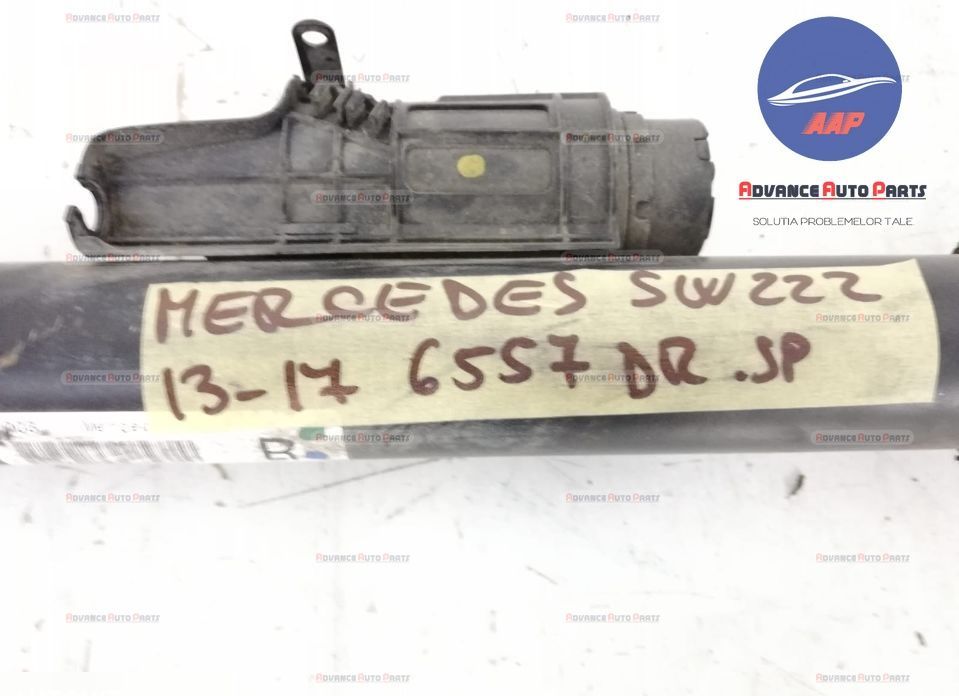 AAP
ADVANCE AUTO PARTS
SOLUTIA PROBLEMELOR TALE
MERCEDES SW222
13-17 6557 DR.SP
B